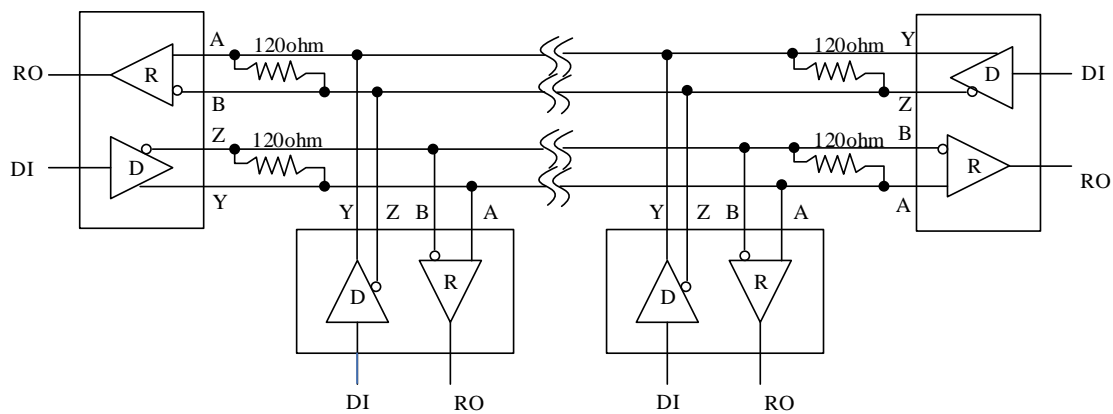 A 120ohm 120ohm Y
RO R D DI
B Z
Z 120ohm 120ohm B
DI D R RO
Y A
Y Z B A Y Z B A
D R D R
DI RO DI RO